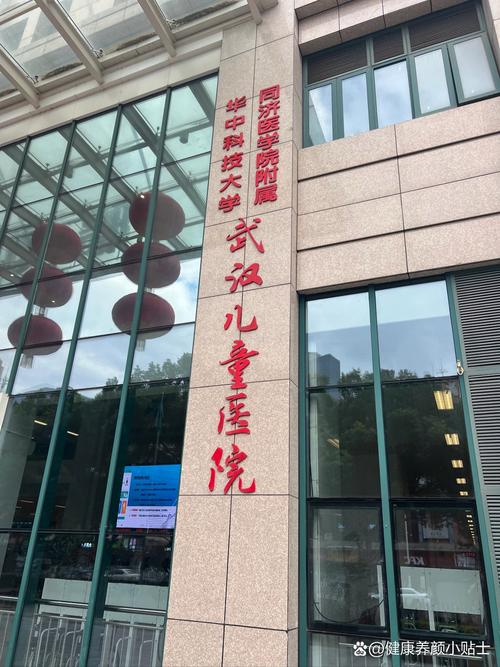 华中科技大学
同济医学院附属
武汉儿童医院
KFC
@健康养颜小贴士